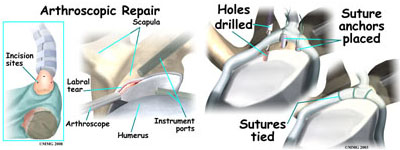 Arthroscopic Repair
Scapula
Incision
sites
Labral
tear
Arthroscope
Instrument
ports
Humerus
©MMG 2000
Holes
drilled
Suture
anchors
placed
Sutures
tied
©MMG 2003